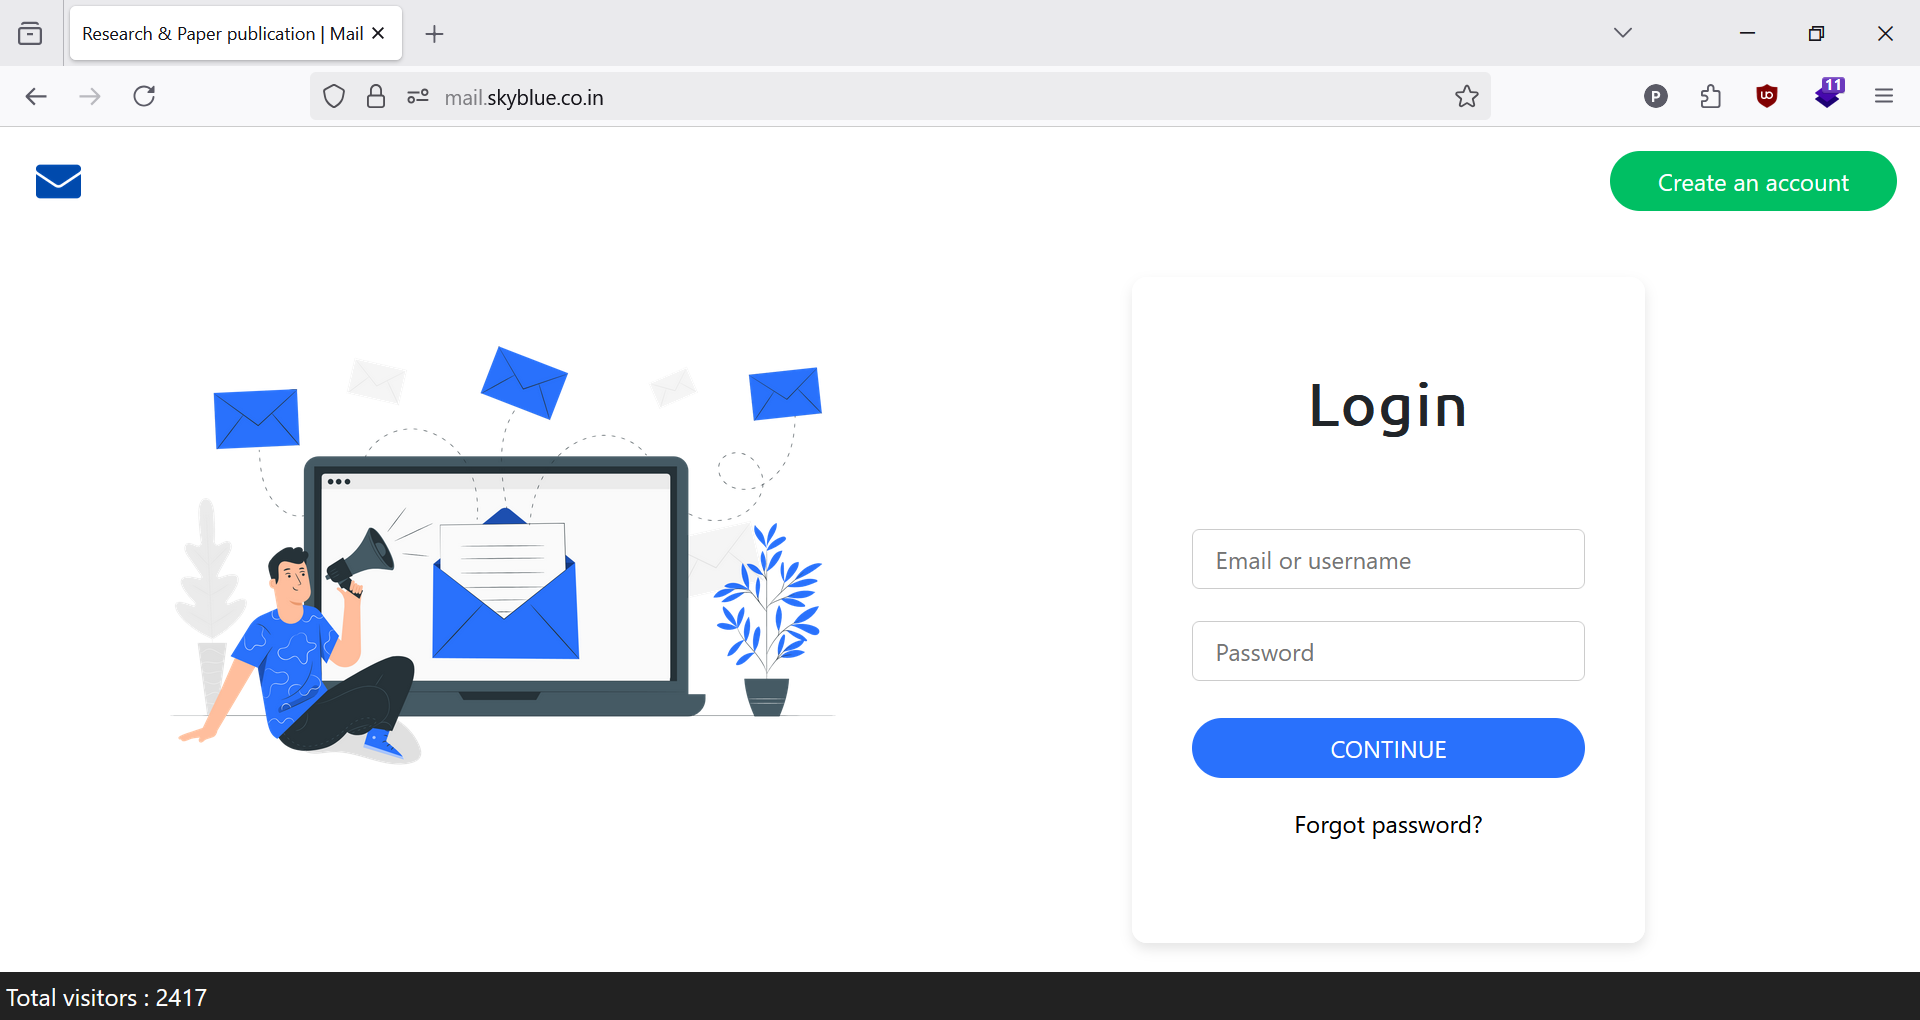 Research & Paper publication | Mail
mail.skyblue.co.in
P
uo
11
Create an account
Login
Email or username
Password
CONTINUE
Forgot password?
Total visitors : 2417